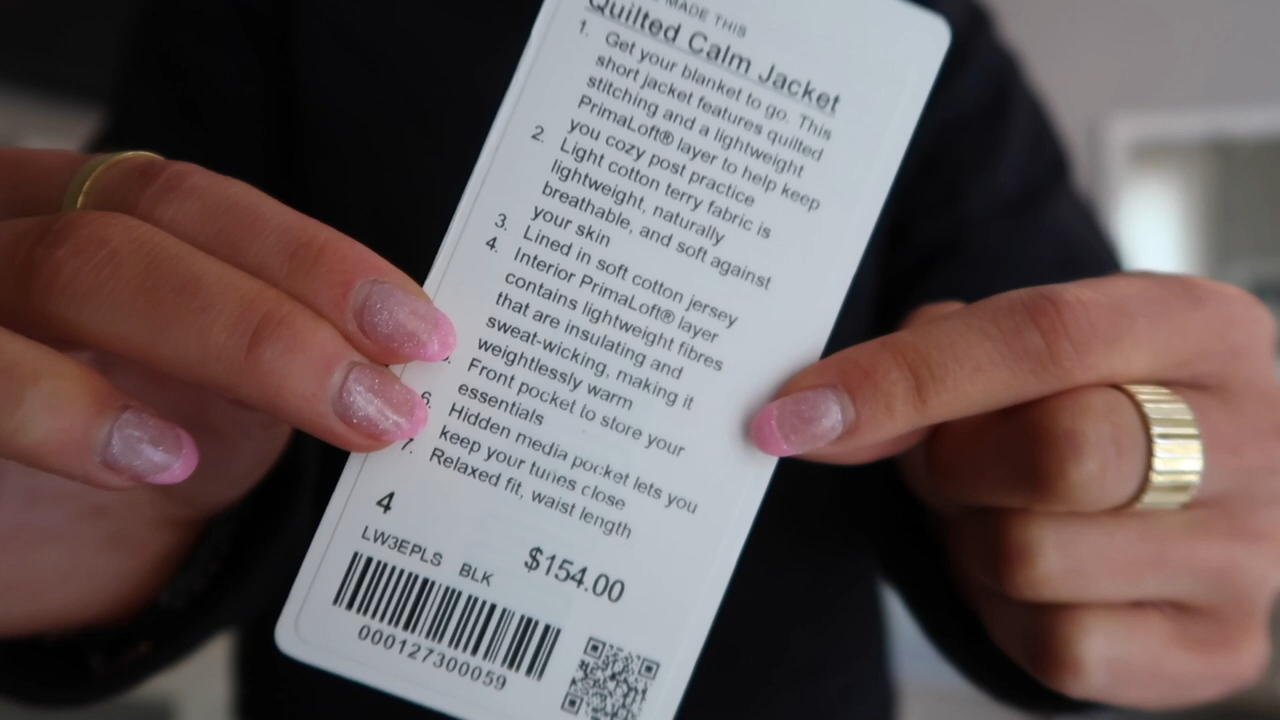 MADE THIS
Quilted Calm Jacket
1. Get your blanket to go. This
short jacket features quilted
stitching and a lightweight
PrimaLoft® layer to help keep
you cozy post practice
2. Light cotton terry fabric is
lightweight, naturally
breathable, and soft against
your skin
3. Lined in soft cotton jersey
4. Interior PrimaLoft® layer
contains lightweight fibres
that are insulating and
sweat-wicking, making it
weightlessly warm
Front pocket to store your
essentials
6. Hidden media pocket lets you
keep your tunes close
7. Relaxed fit, waist length
4
$154.00
LW3EPLS BLK
000127300059